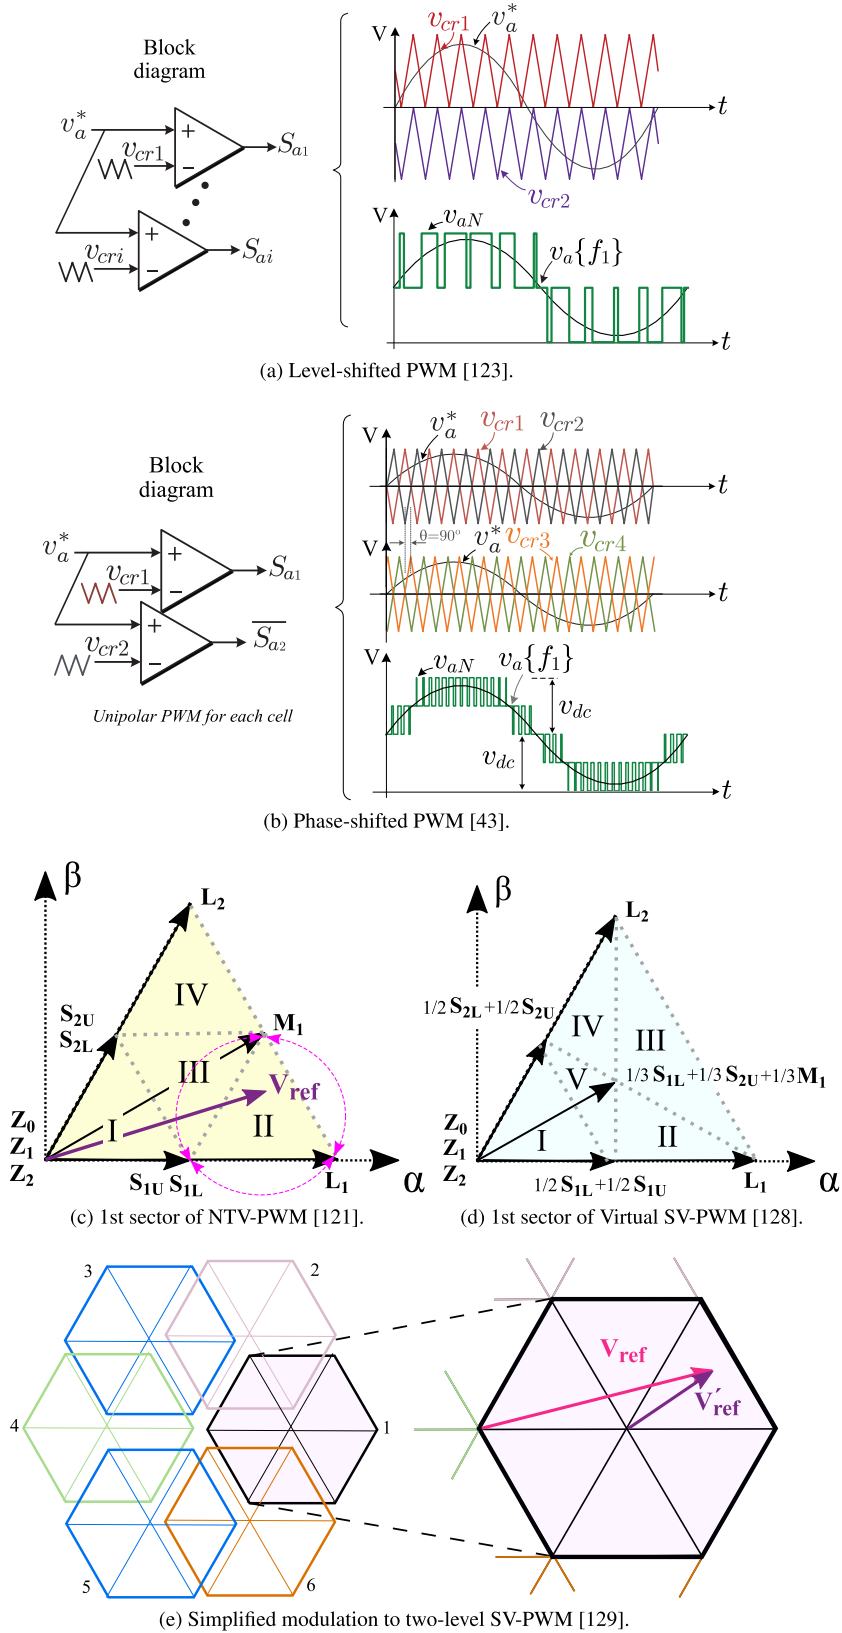 Block
diagram
v_a^*
v_cr1
S_a1
v_cri
S_ai
V
v_cr1
v_a^*
t
v_cr2
V
v_aN
v_a{f_1}
t
(a) Level-shifted PWM [123].
Block
diagram
v_a^*
v_cr1
S_a1
v_cr2
S_a2
Unipolar PWM for each cell
V
v_a^*
v_cr1
v_cr2
t
θ=90°
V
v_a^*
v_cr3
v_cr4
t
V
v_aN
v_a{f_1}
v_dc
v_dc
t
(b) Phase-shifted PWM [43].
β
L_2
IV
S_2U
S_2L
M_1
III
V_ref
Z_0
Z_1
Z_2
I
II
S_1U S_1L
L_1
α
(c) 1st sector of NTV-PWM [121].
β
L_2
1/2 S_2L+1/2 S_2U
IV
III
V
1/3 S_1L+1/3 S_2U+1/3 M_1
Z_0
Z_1
Z_2
I
II
1/2 S_1L+1/2 S_1U
L_1
α
(d) 1st sector of Virtual SV-PWM [128].
3
2
4
1
5
6
V_ref
V'_ref
(e) Simplified modulation to two-level SV-PWM [129].